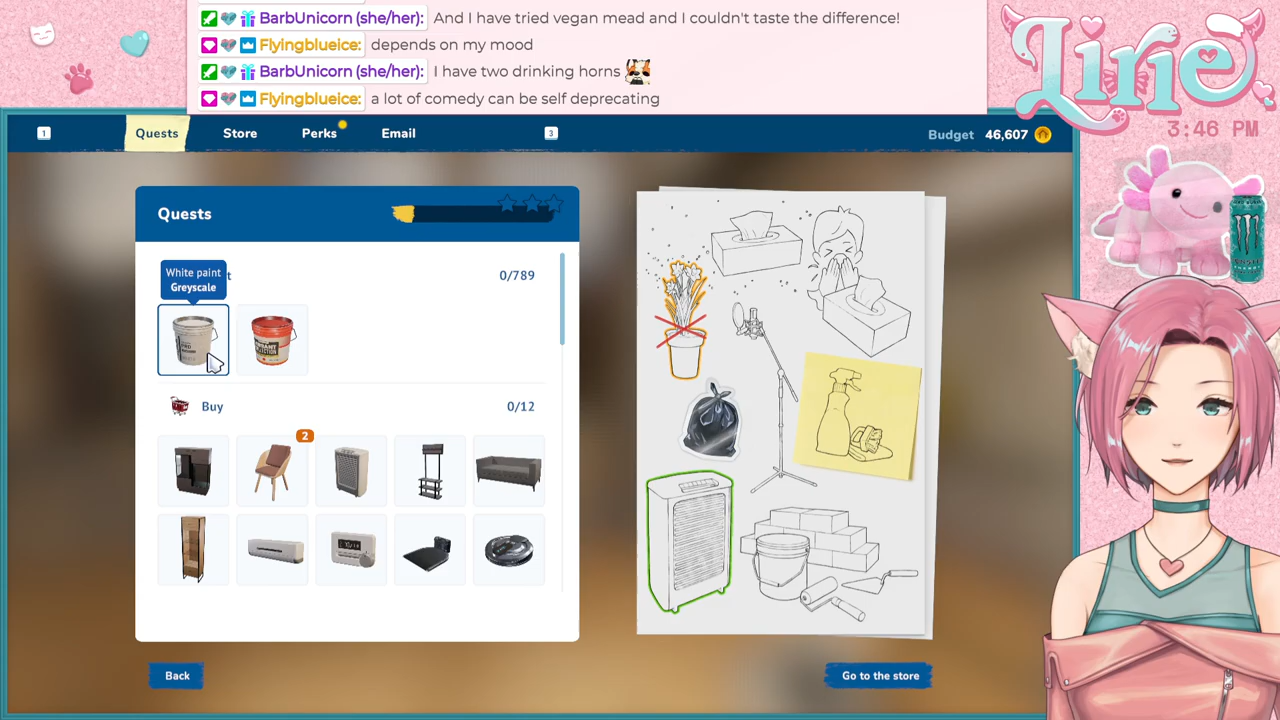 BarbUnicorn (she/her): And I have tried vegan mead and I couldn't taste the difference!
Flyingblueice: depends on my mood
BarbUnicorn (she/her): I have two drinking horns
Flyingblueice: a lot of comedy can be self deprecating
Lirie
3:46 PM
1 Quests Store Perks Email 3
Budget 46,607
Quests
White paint
Greyscale
t 0/789
Buy 0/12
2
Back
Go to the store